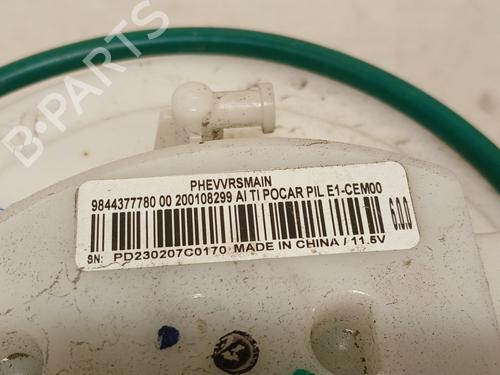 B-PARTS
PHEVVRSMAIN
9844377780 00 200108299 AI TI POCAR PIL E1-CEM00
C.O.O
SN: PD230207C0170 MADE IN CHINA / 11.5V